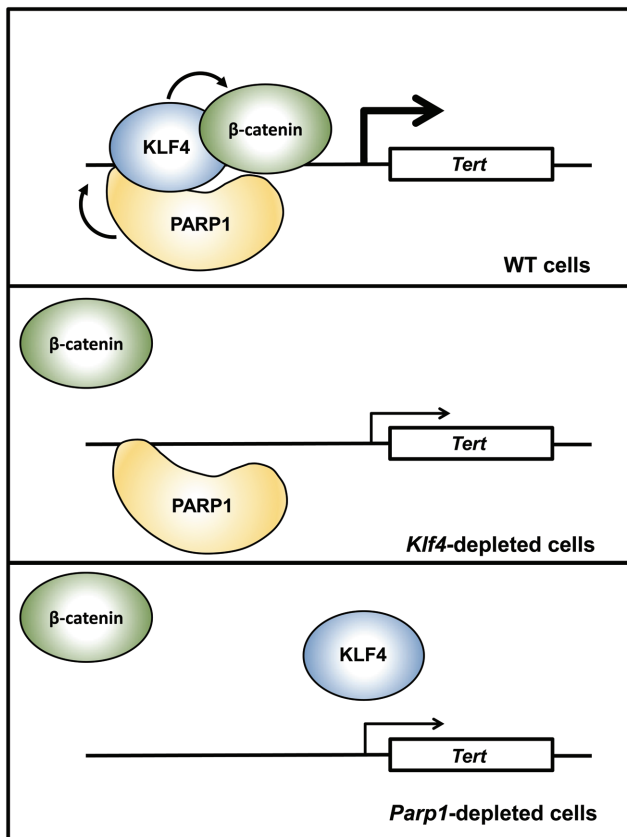 KLF4
β-catenin
PARP1
Tert
WT cells
β-catenin
PARP1
Tert
Klf4-depleted cells
β-catenin
KLF4
Tert
Parp1-depleted cells